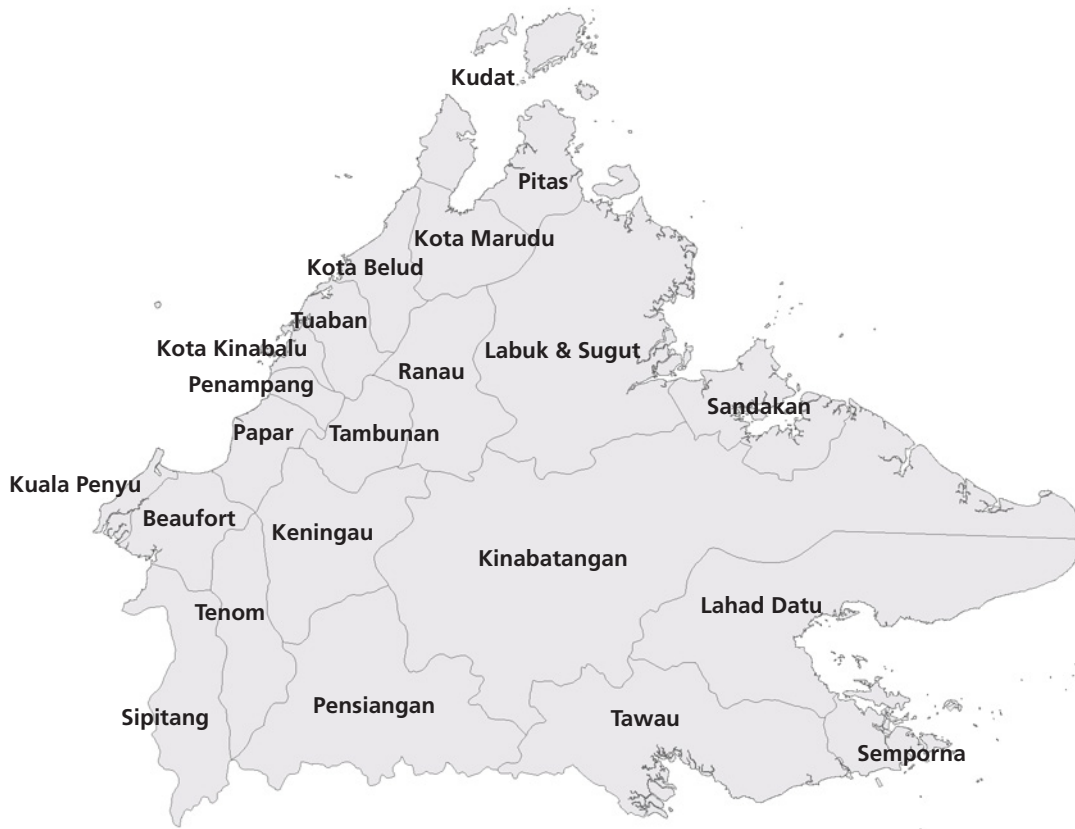 Kudat
Pitas
Kota Marudu
Kota Belud
Tuaban
Kota Kinabalu
Labuk & Sugut
Ranau
Penampang
Sandakan
Papar
Tambunan
Kuala Penyu
Beaufort
Keningau
Kinabatangan
Lahad Datu
Tenom
Pensiangan
Sipitang
Tawau
Semporna